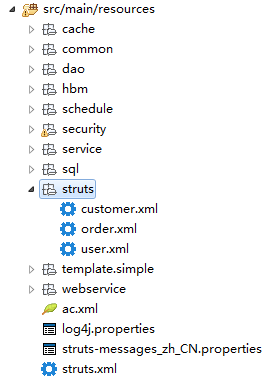 src/main/resources
cache
common
dao
hbm
schedule
security
service
sql
struts
customer.xml
order.xml
user.xml
template.simple
webservice
ac.xml
log4j.properties
struts-messages_zh_CN.properties
struts.xml